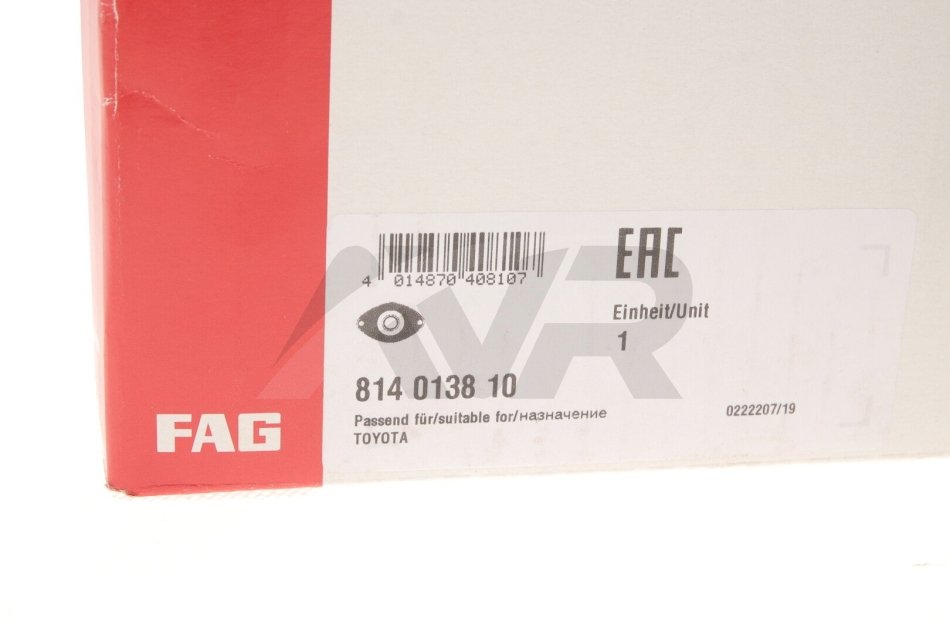 EAC
4 014870 408107
Einheit/Unit
1
AVR
814 0138 10
FAG
Passend für/suitable for/назначение
0222207/19
TOYOTA